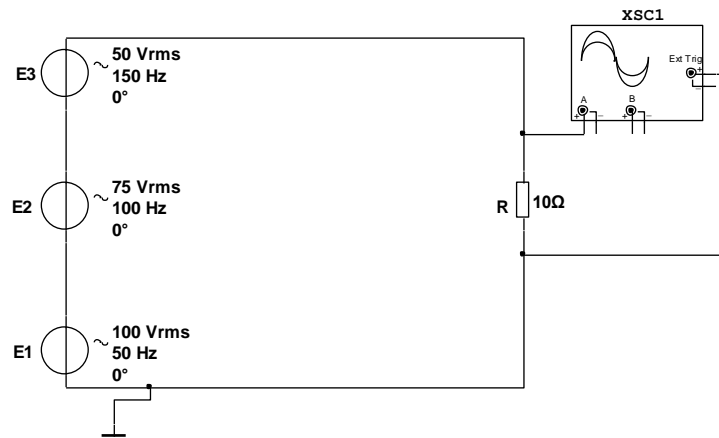 XSC1
Ext Trig
+
−
A
B
+ −
+ −
E3
50 Vrms
150 Hz
0°
E2
75 Vrms
100 Hz
0°
R
10Ω
E1
100 Vrms
50 Hz
0°